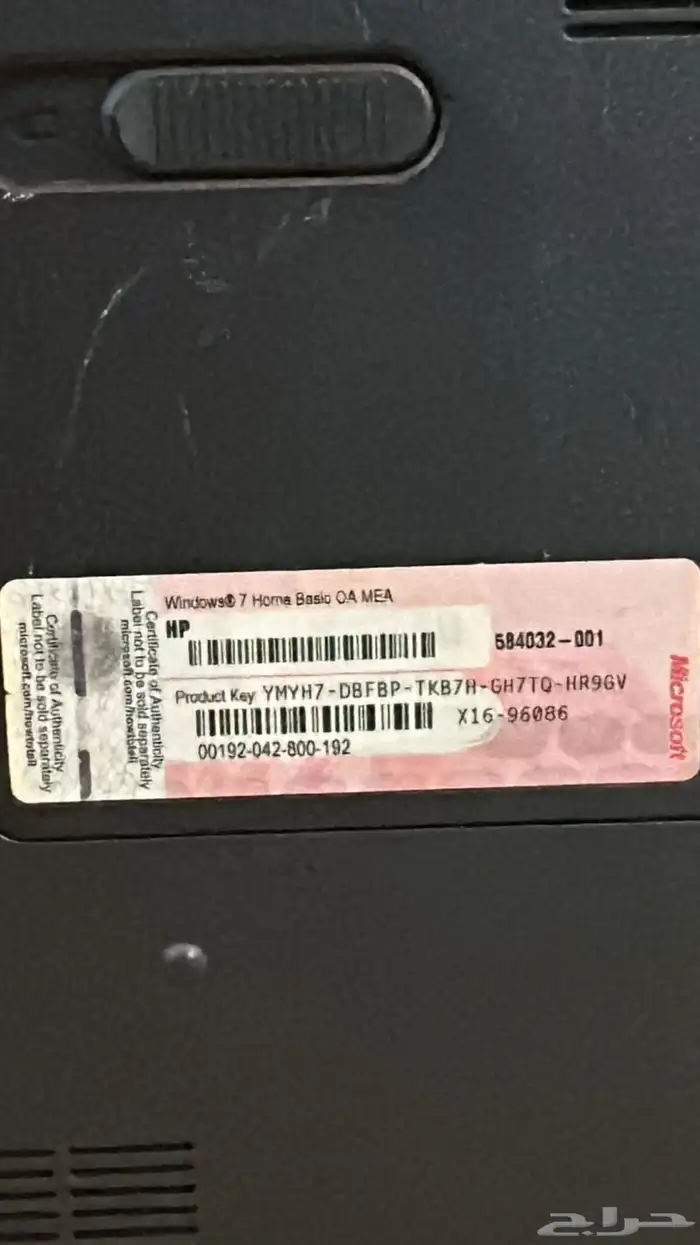 Windows® 7 Home Basic OA MEA
HP
584032-001
Product Key YMYH7-DBFBP-TKB7H-GH7TQ-HR9GV
X16-96086
00192-042-800-192
Certificate of Authenticity
Label not to be sold separately
microsoft.com/howtotell
Certificate of Authenticity
Label not to be sold separately
microsoft.com/howtotell
Microsoft
حراج